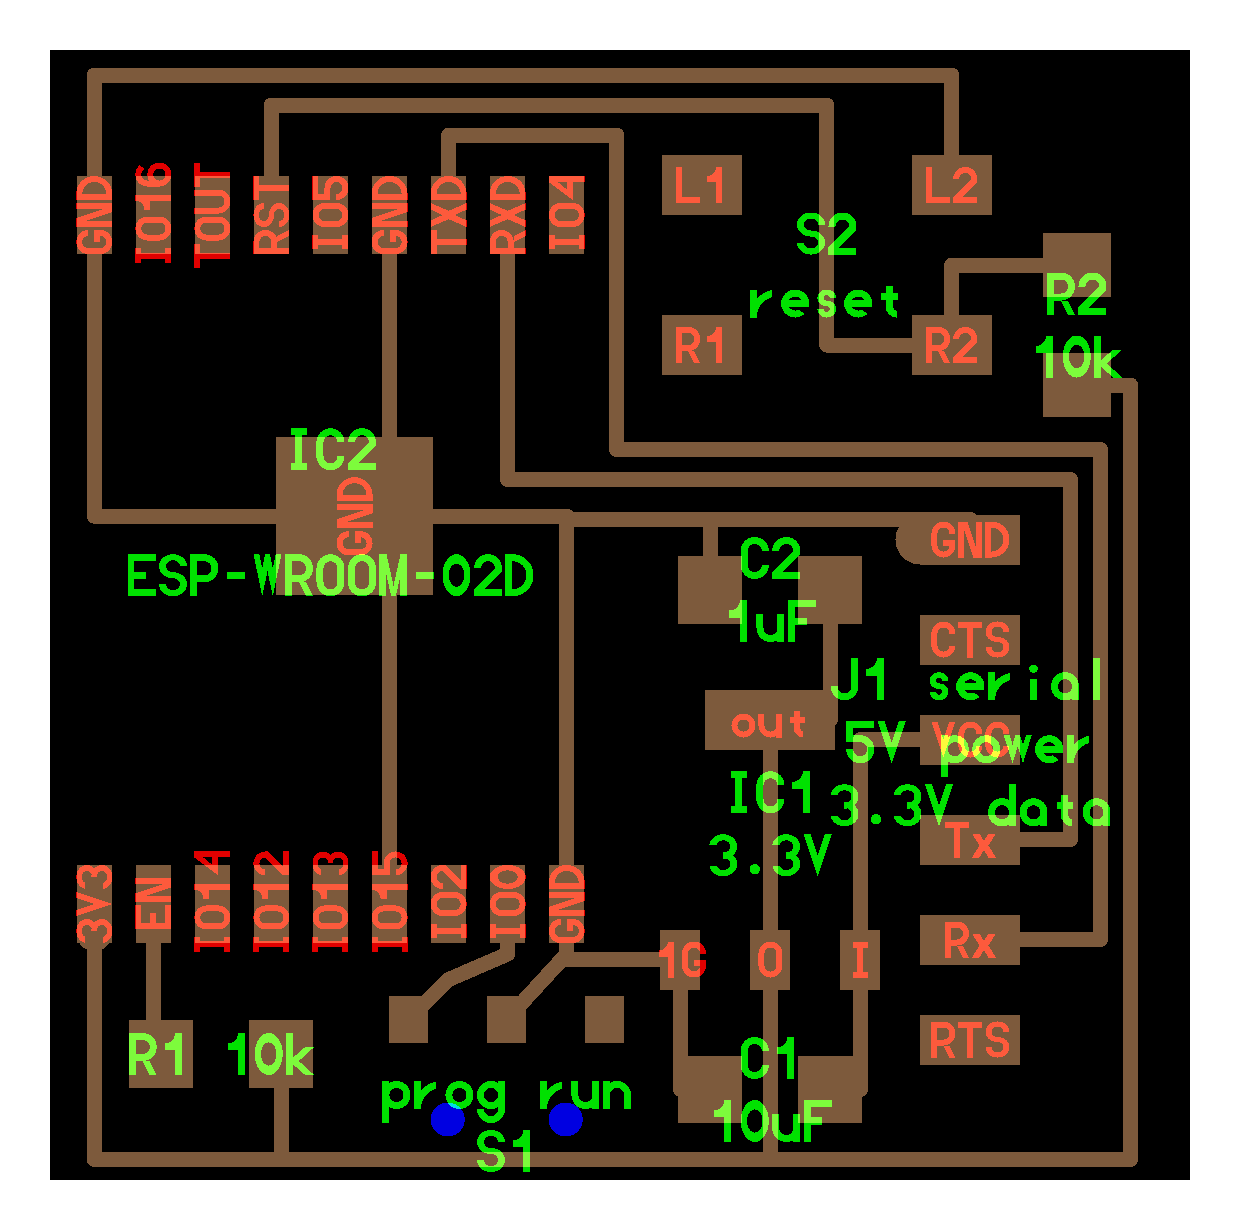 GND IO16 TOUT RST IO5 GND TXD RXD IO4
L1 L2
S2
reset
R1 R2
R2
10k
IC2
GND
ESP-WROOM-02D
GND
C2
1uF
CTS
J1 serial
out
VCC
5V power
IC1
3.3V data
3.3V
Tx
3V3 EN IO14 IO12 IO13 IO15 IO2 IO0 GND
1G O I
Rx
RTS
R1 10k
C1
10uF
prog run
S1